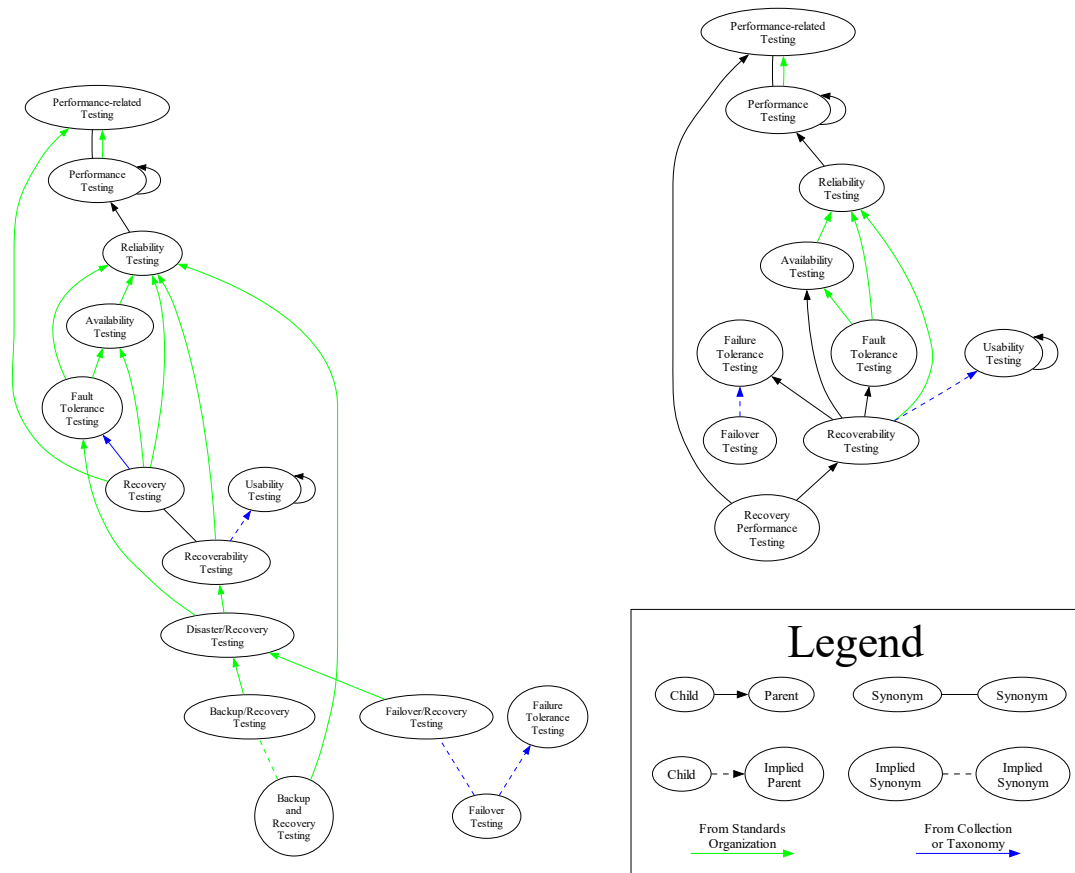 Performance-related
Testing
Performance
Testing
Reliability
Testing
Availability
Testing
Fault
Tolerance
Testing
Recovery
Testing
Usability
Testing
Recoverability
Testing
Disaster/Recovery
Testing
Backup/Recovery
Testing
Failover/Recovery
Testing
Failure
Tolerance
Testing
Backup
and
Recovery
Testing
Failover
Testing
Performance-related
Testing
Performance
Testing
Reliability
Testing
Availability
Testing
Failure
Tolerance
Testing
Fault
Tolerance
Testing
Usability
Testing
Failover
Testing
Recoverability
Testing
Recovery
Performance
Testing
Legend
Child
Parent
Synonym
Synonym
Child
Implied
Parent
Implied
Synonym
Implied
Synonym
From Standards
Organization
From Collection
or Taxonomy